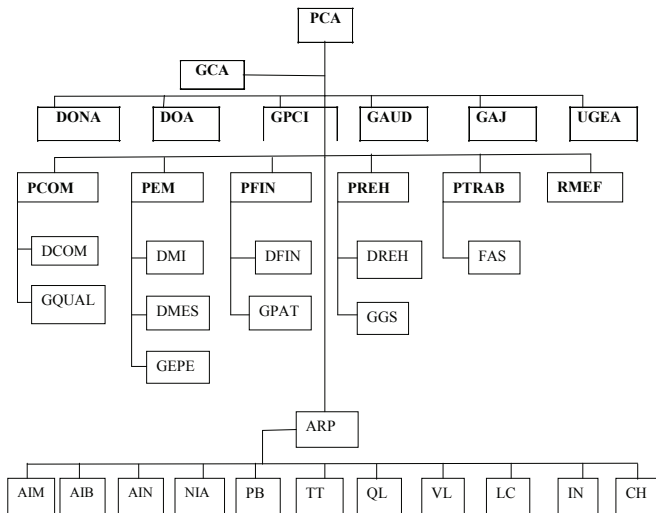 PCA
GCA
DONA DOA GPCI GAUD GAJ UGEA
PCOM PEM PFIN PREH PTRAB RMEF
DCOM DMI DFIN DREH FAS
GQUAL DMES GPAT GGS
GEPE
ARP
AIM AIB AIN NIA PB TT QL VL LC IN CH